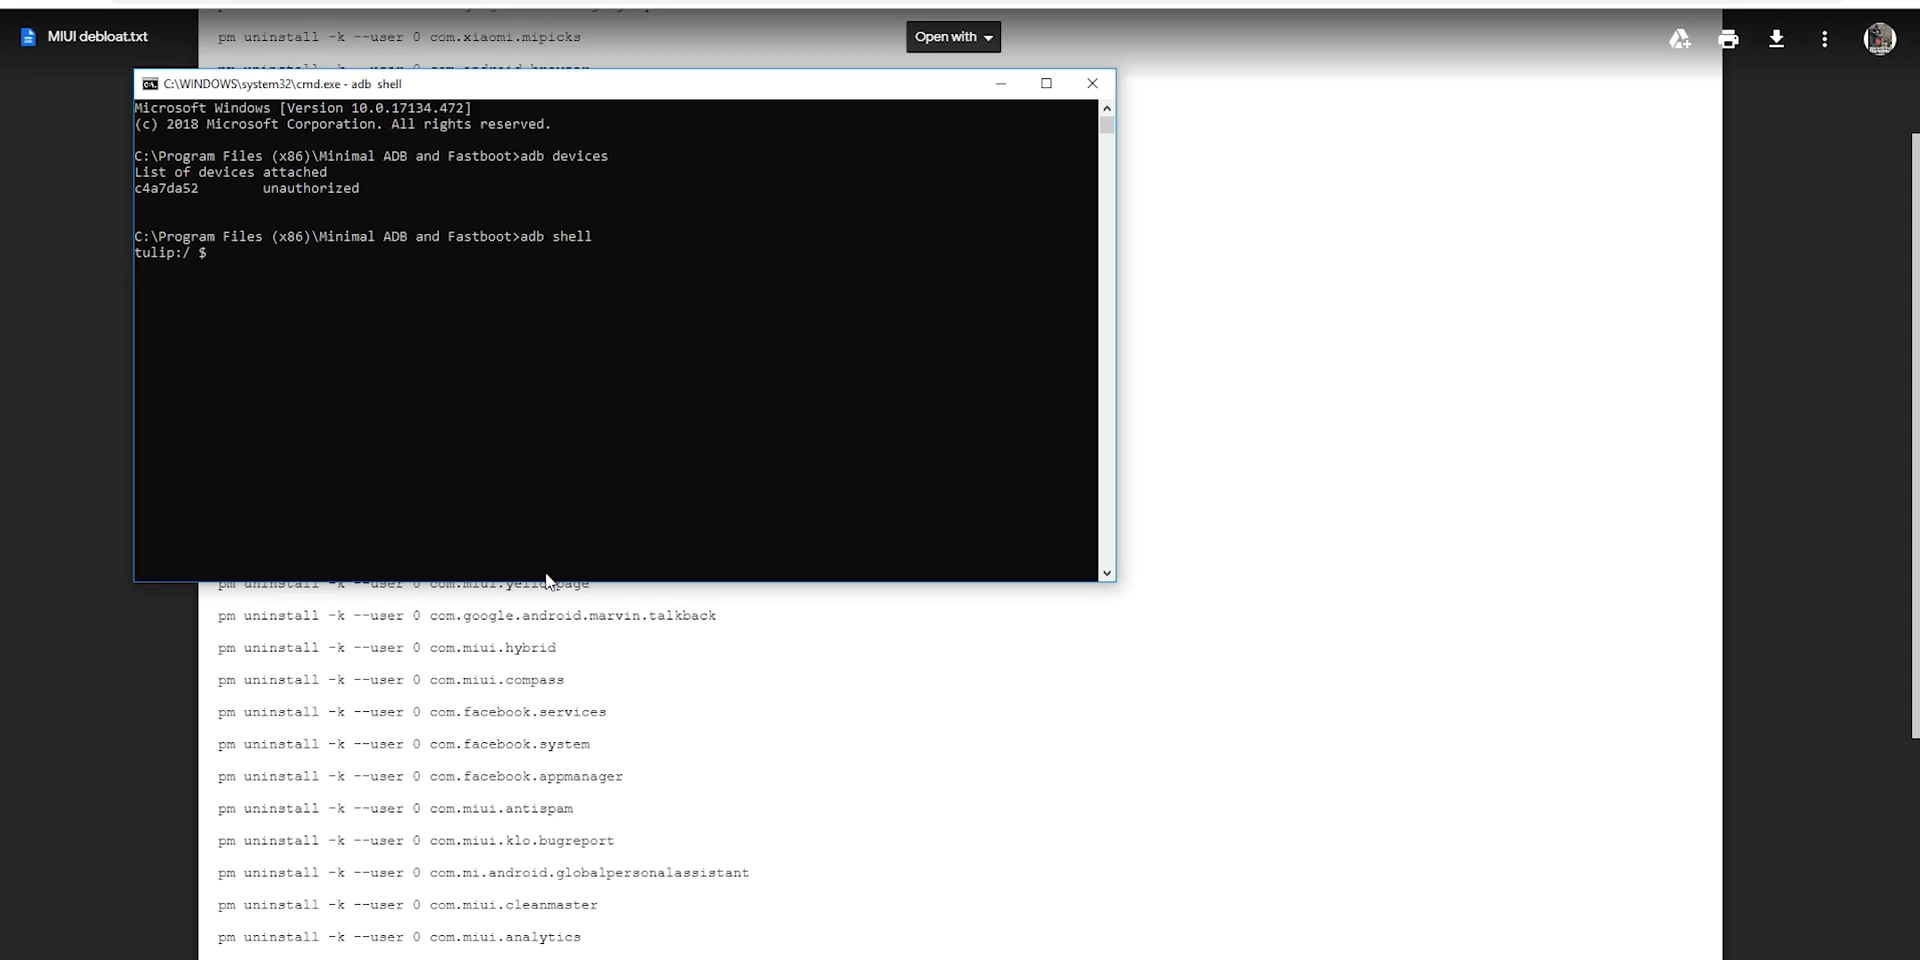 MIUI debloat.txt
Open with
pm uninstall -k --user 0 com.xiaomi.mipicks
C:\WINDOWS\system32\cmd.exe - adb shell
Microsoft Windows [Version 10.0.17134.472]
(c) 2018 Microsoft Corporation. All rights reserved.
C:\Program Files (x86)\Minimal ADB and Fastboot>adb devices
List of devices attached
c4a7da52 unauthorized
C:\Program Files (x86)\Minimal ADB and Fastboot>adb shell
tulip:/ $
pm uninstall -k --user 0 com.miui.yellowpage
pm uninstall -k --user 0 com.google.android.marvin.talkback
pm uninstall -k --user 0 com.miui.hybrid
pm uninstall -k --user 0 com.miui.compass
pm uninstall -k --user 0 com.facebook.services
pm uninstall -k --user 0 com.facebook.system
pm uninstall -k --user 0 com.facebook.appmanager
pm uninstall -k --user 0 com.miui.antispam
pm uninstall -k --user 0 com.miui.klo.bugreport
pm uninstall -k --user 0 com.mi.android.globalpersonalassistant
pm uninstall -k --user 0 com.miui.cleanmaster
pm uninstall -k --user 0 com.miui.analytics